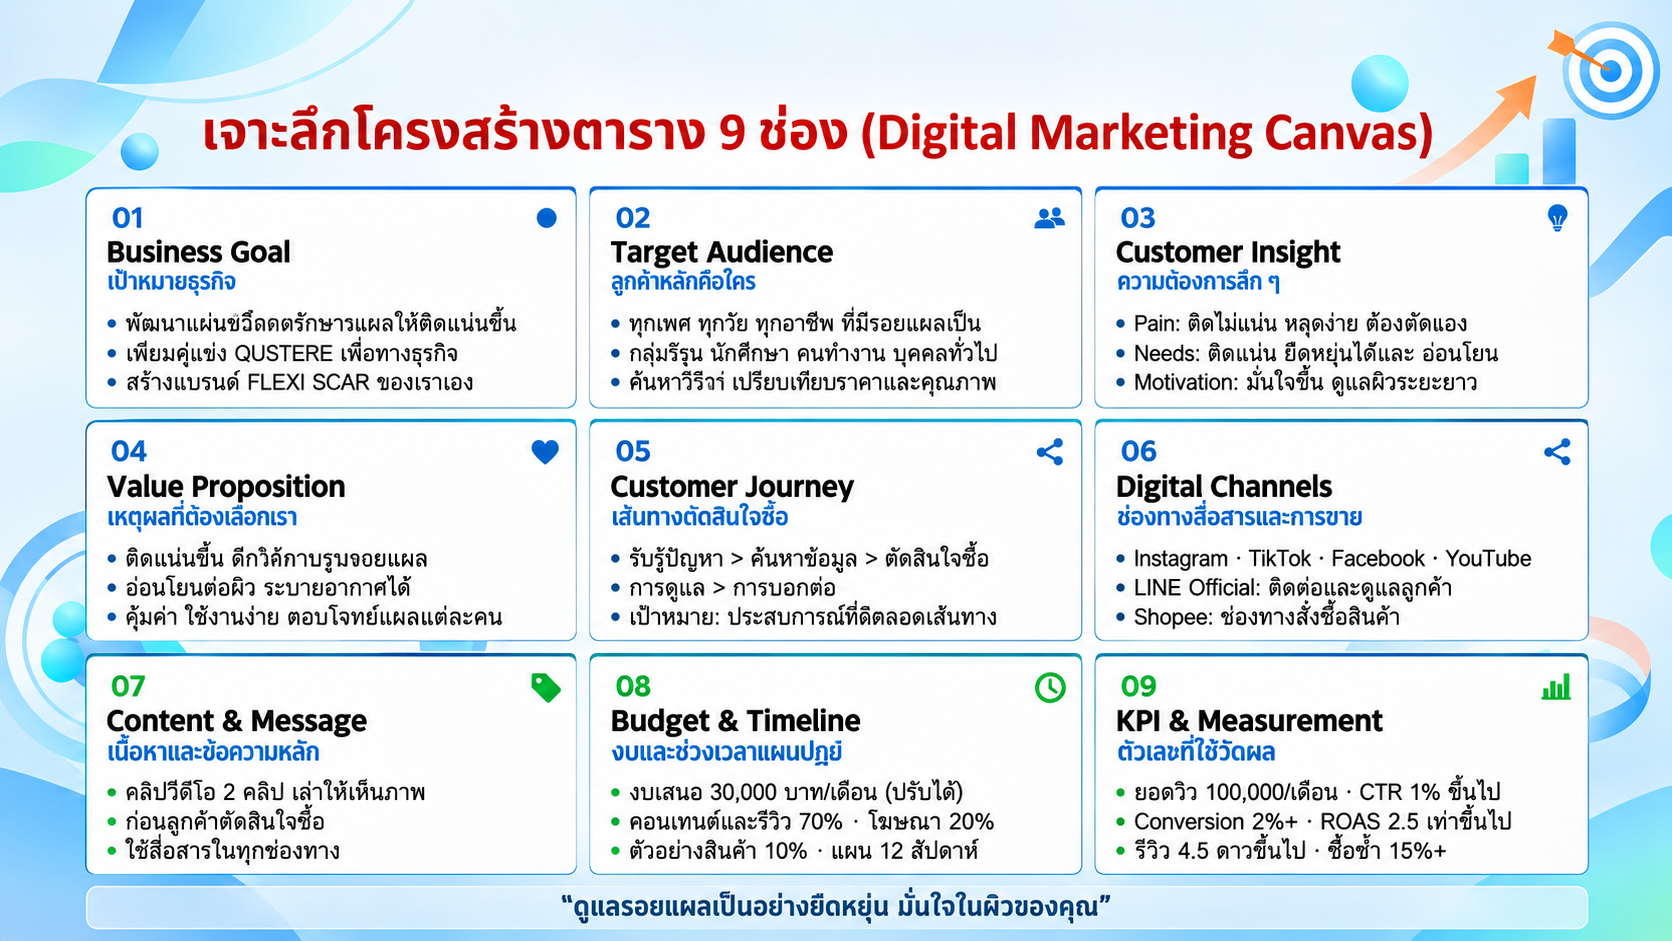 เจาะลึกโครงสร้างตาราง 9 ช่อง (Digital Marketing Canvas)
01
Business Goal
เป้าหมายธุรกิจ
พัฒนาแผ่นซิลิโคนรักษารแผลให้ติดแน่นขึ้น
เพียมคู่แข่ง QUSTERE เพื่อทางธุรกิจ
สร้างแบรนด์ FLEXI SCAR ของเราเอง
02
Target Audience
ลูกค้าหลักคือใคร
ทุกเพศ ทุกวัย ทุกอาชีพ ที่มีรอยแผลเป็น
กลุ่มรัรุน นักศึกษา คนทำงาน บุคคลทั่วไป
ค้นหา เปรียบเทียบราคาและคุณภาพ
03
Customer Insight
ความต้องการลึก ๆ
Pain: ติดไม่แน่น หลุดง่าย ต้องตัดแอง
Needs: ติดแน่น ยืดหยุ่นได้และ อ่อนโยน
Motivation: มั่นใจขึ้น ดูแลผิวระยะยาว
04
Value Proposition
เหตุผลที่ต้องเลือกเรา
ติดแน่นขึ้น
อ่อนโยนต่อผิว ระบายอากาศได้
คุ้มค่า ใช้งานง่าย ตอบโจทย์แผลแต่ละคน
05
Customer Journey
เส้นทางตัดสินใจซื้อ
รับรู้ปัญหา > ค้นหาข้อมูล > ตัดสินใจซื้อ
การดูแล > การบอกต่อ
เป้าหมาย: ประสบการณ์ที่ดีตลอดเส้นทาง
06
Digital Channels
ช่องทางสื่อสารและการขาย
Instagram · TikTok · Facebook · YouTube
LINE Official: ติดต่อและดูแลลูกค้า
Shopee: ช่องทางสั่งซื้อสินค้า
07
Content & Message
เนื้อหาและข้อความหลัก
คลิปวีดีโอ 2 คลิป เล่าให้เห็นภาพ
ก่อนลูกค้าตัดสินใจซื้อ
ใช้สื่อสารในทุกช่องทาง
08
Budget & Timeline
งบและช่วงเวลาแผนปฏูย์
งบเสนอ 30,000 บาท/เดือน (ปรับได้)
คอนเทนต์และรีวิว 70% · โฆษณา 20%
ตัวอย่างสินค้า 10% · แผน 12 สัปดาห์
09
KPI & Measurement
ตัวเลขที่ใช้วัดผล
ยอดวิว 100,000/เดือน · CTR 1% ขึ้นไป
Conversion 2%+ · ROAS 2.5 เท่าขึ้นไป
รีวิว 4.5 ดาวขึ้นไป · ซื้อซ้ำ 15%+
“ดูแลรอยแผลเป็นอย่างยืดหยุ่น มั่นใจในผิวของคุณ”